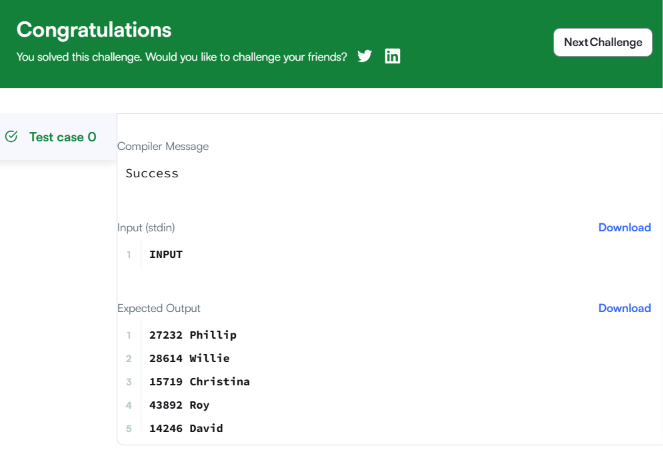 Congratulations
You solved this challenge. Would you like to challenge your friends?
Next Challenge
Test case 0
Compiler Message
Success
Input (stdin)
Download
1 INPUT
Expected Output
Download
1 27232 Phillip
2 28614 Willie
3 15719 Christina
4 43892 Roy
5 14246 David